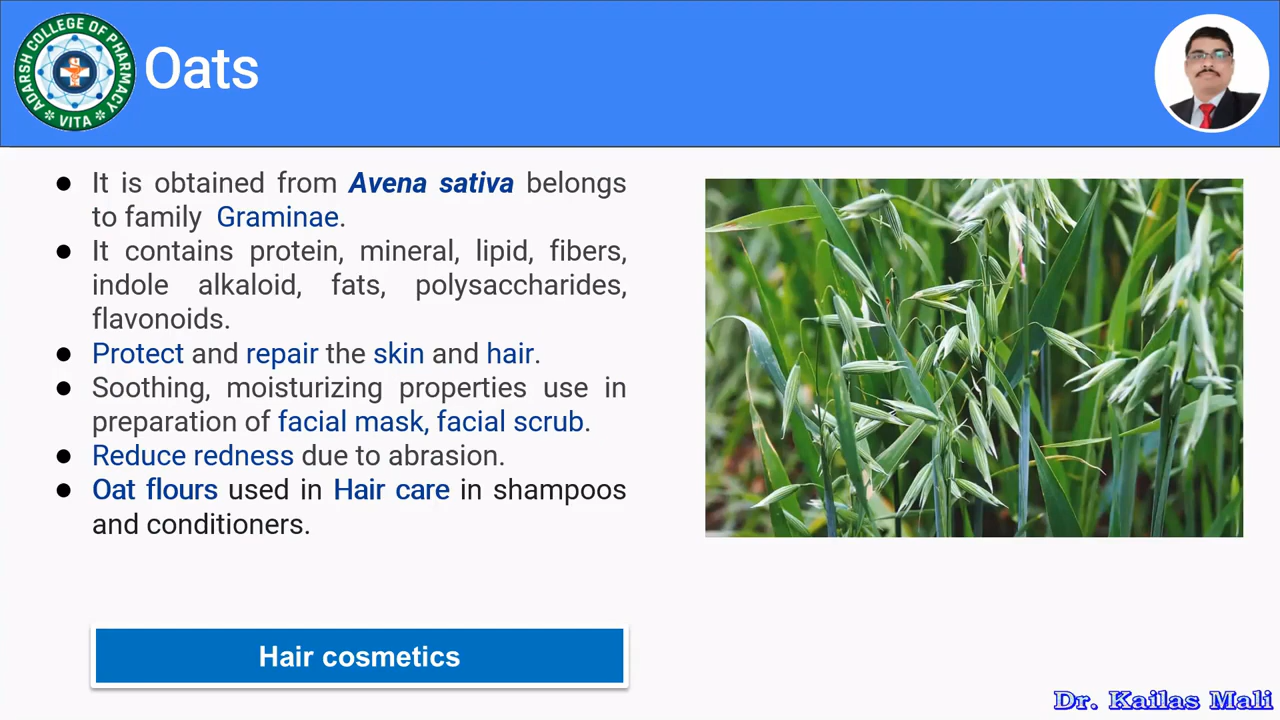 ADARSH COLLEGE OF PHARMACY
VITA
Oats
● It is obtained from Avena sativa belongs
to family Graminae.
● It contains protein, mineral, lipid, fibers,
indole alkaloid, fats, polysaccharides,
flavonoids.
● Protect and repair the skin and hair.
● Soothing, moisturizing properties use in
preparation of facial mask, facial scrub.
● Reduce redness due to abrasion.
● Oat flours used in Hair care in shampoos
and conditioners.
Hair cosmetics
Dr. Kailas Mali